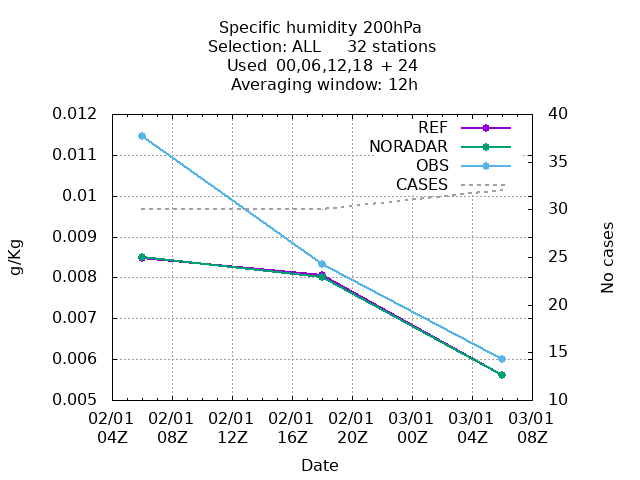 Specific humidity 200hPa
Selection: ALL 32 stations
Used 00,06,12,18 + 24
Averaging window: 12h
0.012
0.011
0.01
0.009
0.008
0.007
0.006
0.005
g/Kg
REF
NORADAR
OBS
CASES
40
35
30
25
20
15
10
No cases
02/01 02/01 02/01 02/01 02/01 03/01 03/01 03/01
04Z 08Z 12Z 16Z 20Z 00Z 04Z 08Z
Date